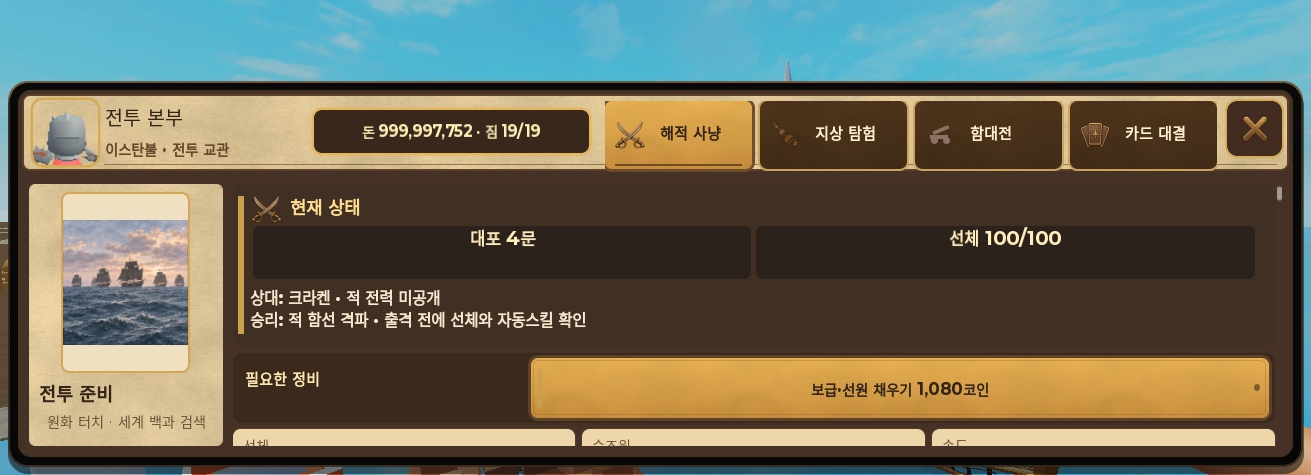 전투 본부
이스탄불 • 전투 교관
돈 999,997,752 · 짐 19/19
해적 사냥
지상 탐험
함대전
카드 대결
현재 상태
대포 4문
선체 100/100
상대: 크라켄 • 적 전력 미공개
승리: 적 함선 격파 • 출격 전에 선체와 자동스킬 확인
전투 준비
원화 터치 · 세계 백과 검색
필요한 정비
보급·선원 채우기 1,080코인
선체
속도